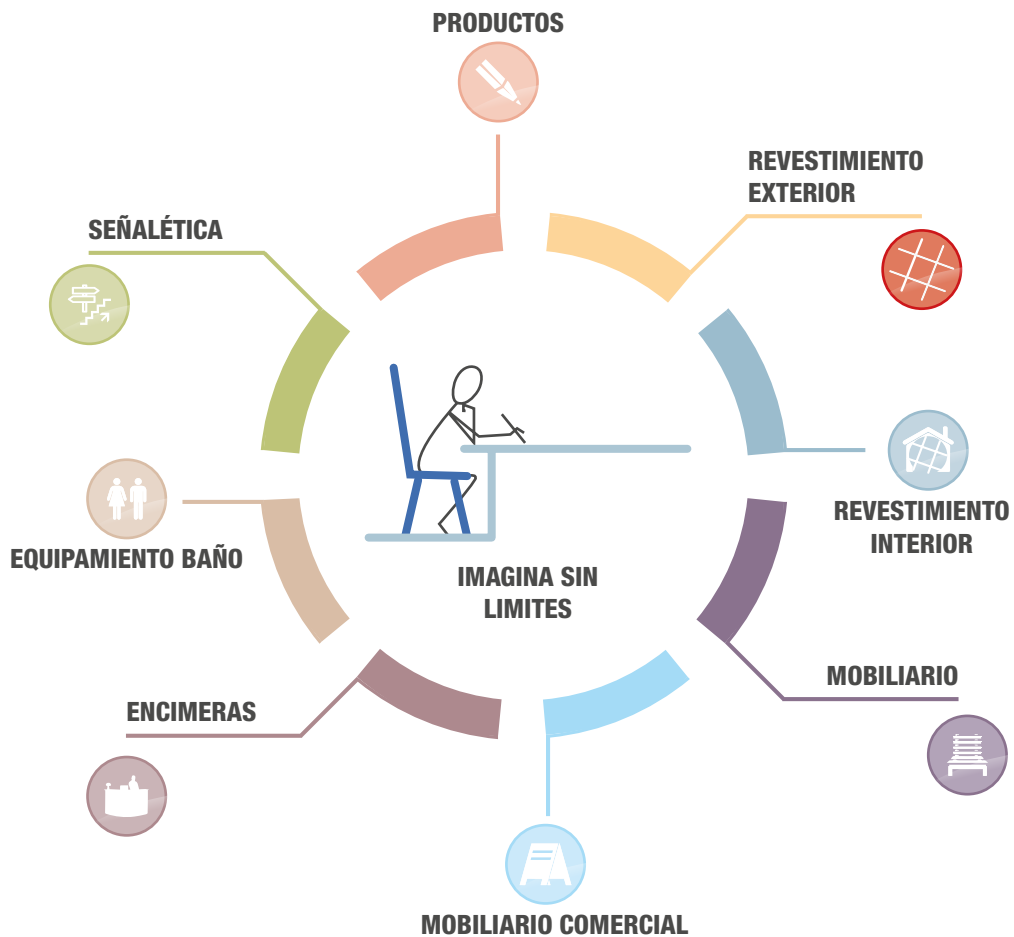 PRODUCTOS
REVESTIMIENTO
EXTERIOR
SEÑALÉTICA
REVESTIMIENTO
INTERIOR
EQUIPAMIENTO BAÑO
IMAGINA SIN
LIMITES
MOBILIARIO
ENCIMERAS
MOBILIARIO COMERCIAL